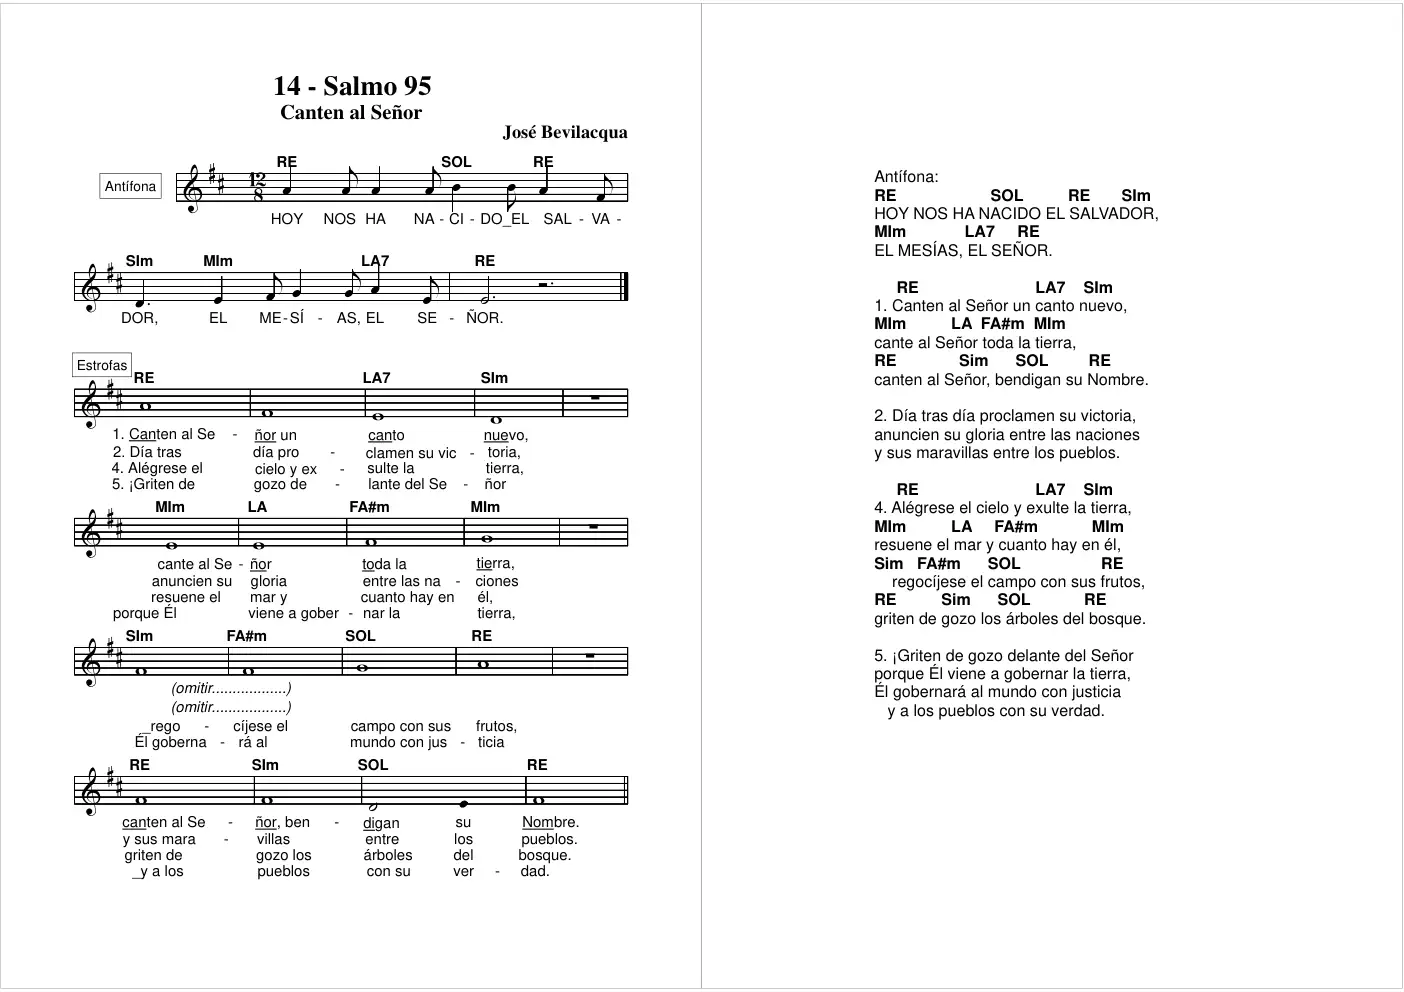 14 - Salmo 95
Canten al Señor
José Bevilacqua
Antífona
RE SOL RE
12
8
HOY NOS HA NA - CI - DO_EL SAL - VA -
SIm MIm LA7 RE
DOR, EL ME - SÍ - AS, EL SE - ÑOR.
Estrofas
RE LA7 SIm
1. Canten al Se - ñor un canto nuevo,
2. Día tras día pro - clamen su vic - toria,
4. Alégrese el cielo y ex - sulte la tierra,
5. ¡Griten de gozo de - lante del Se - ñor
MIm LA FA#m MIm
cante al Se - ñor toda la tierra,
anuncien su gloria entre las na - ciones
resuene el mar y cuanto hay en él,
porque Él viene a gober - nar la tierra,
SIm FA#m SOL RE
(omitir..................)
(omitir..................)
_rego - cíjese el campo con sus frutos,
Él goberna - rá al mundo con jus - ticia
RE SIm SOL RE
canten al Se - ñor, ben - digan su Nombre.
y sus mara - villas entre los pueblos.
griten de gozo los árboles del bosque.
_y a los pueblos con su ver - dad.
Antífona:
RE SOL RE SIm
HOY NOS HA NACIDO EL SALVADOR,
MIm LA7 RE
EL MESÍAS, EL SEÑOR.
RE LA7 SIm
1. Canten al Señor un canto nuevo,
MIm LA FA#m MIm
cante al Señor toda la tierra,
RE Sim SOL RE
canten al Señor, bendigan su Nombre.
2. Día tras día proclamen su victoria,
anuncien su gloria entre las naciones
y sus maravillas entre los pueblos.
RE LA7 SIm
4. Alégrese el cielo y exulte la tierra,
MIm LA FA#m MIm
resuene el mar y cuanto hay en él,
Sim FA#m SOL RE
regocíjese el campo con sus frutos,
RE Sim SOL RE
griten de gozo los árboles del bosque.
5. ¡Griten de gozo delante del Señor
porque Él viene a gobernar la tierra,
Él gobernará al mundo con justicia
y a los pueblos con su verdad.